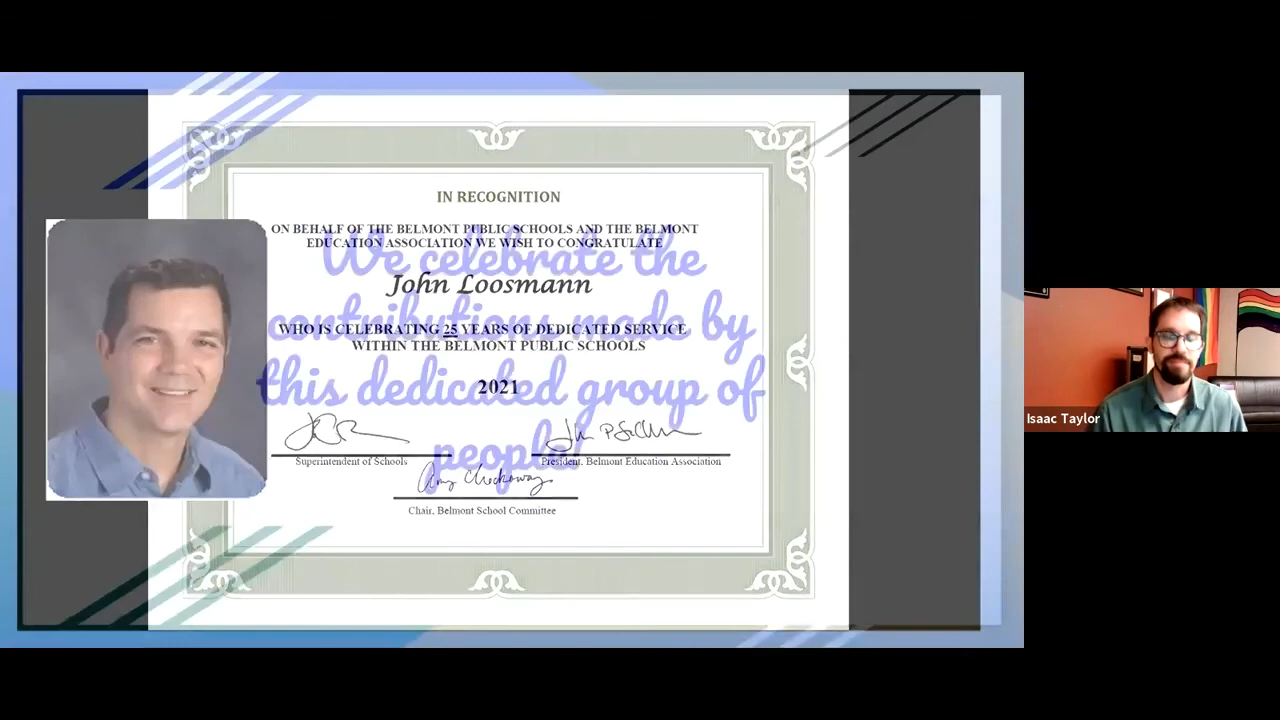 IN RECOGNITION
ON BEHALF OF THE BELMONT PUBLIC SCHOOLS AND THE BELMONT
EDUCATION ASSOCIATION WE WISH TO CONGRATULATE
We celebrate the
John Loosmann
contributions made by
WHO IS CELEBRATING 25 YEARS OF DEDICATED SERVICE
WITHIN THE BELMONT PUBLIC SCHOOLS
this dedicated group of
2021
people!
Superintendent of Schools
President, Belmont Education Association
Amy Checkoway
Chair, Belmont School Committee
Isaac Taylor